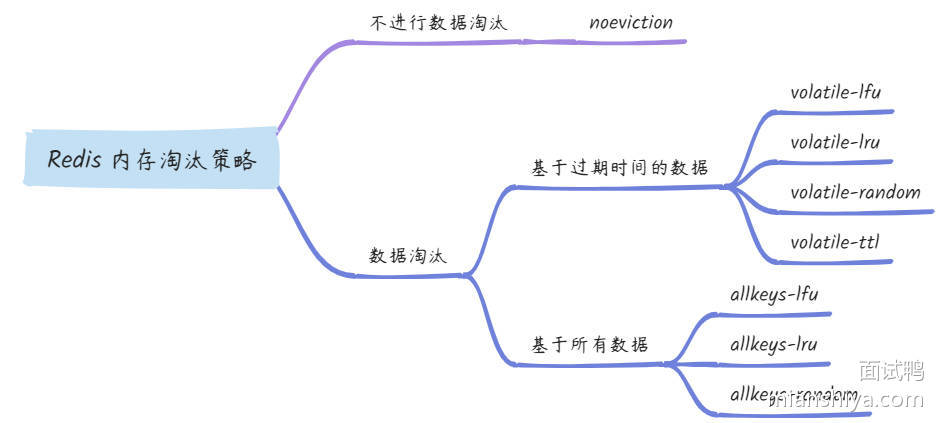 不进行数据淘汰
noeviction
Redis 内存淘汰策略
数据淘汰
基于过期时间的数据
volatile-lfu
volatile-lru
volatile-random
volatile-ttl
基于所有数据
allkeys-lfu
allkeys-lru
allkeys-random
面试鸭
mianshiya.com